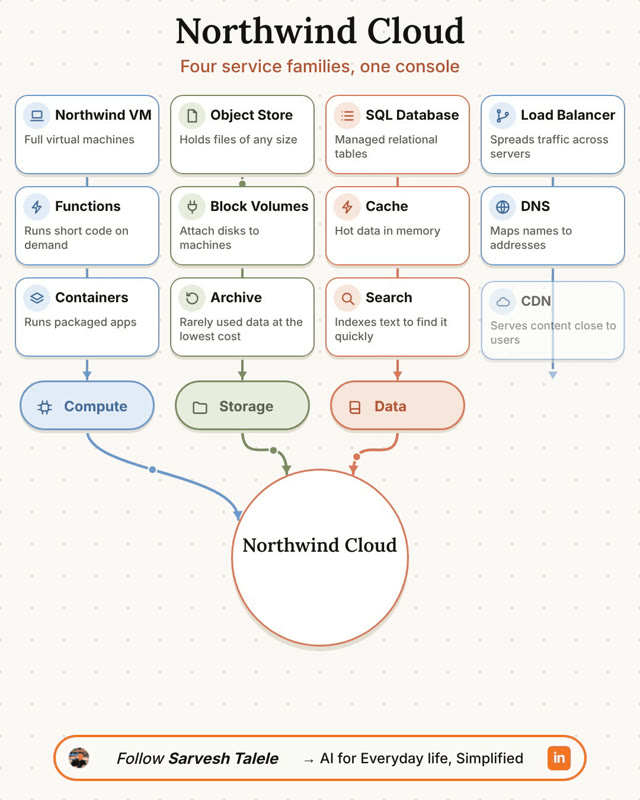 Northwind Cloud
Four service families, one console
Northwind VM
Full virtual machines
Object Store
Holds files of any size
SQL Database
Managed relational
tables
Load Balancer
Spreads traffic across
servers
Functions
Runs short code on
demand
Block Volumes
Attach disks to
machines
Cache
Hot data in memory
DNS
Maps names to
addresses
Containers
Runs packaged apps
Archive
Rarely used data at the
lowest cost
Search
Indexes text to find it
quickly
CDN
Serves content close to
users
Compute
Storage
Data
Northwind Cloud
Follow Sarvesh Talele → AI for Everyday life, Simplified in